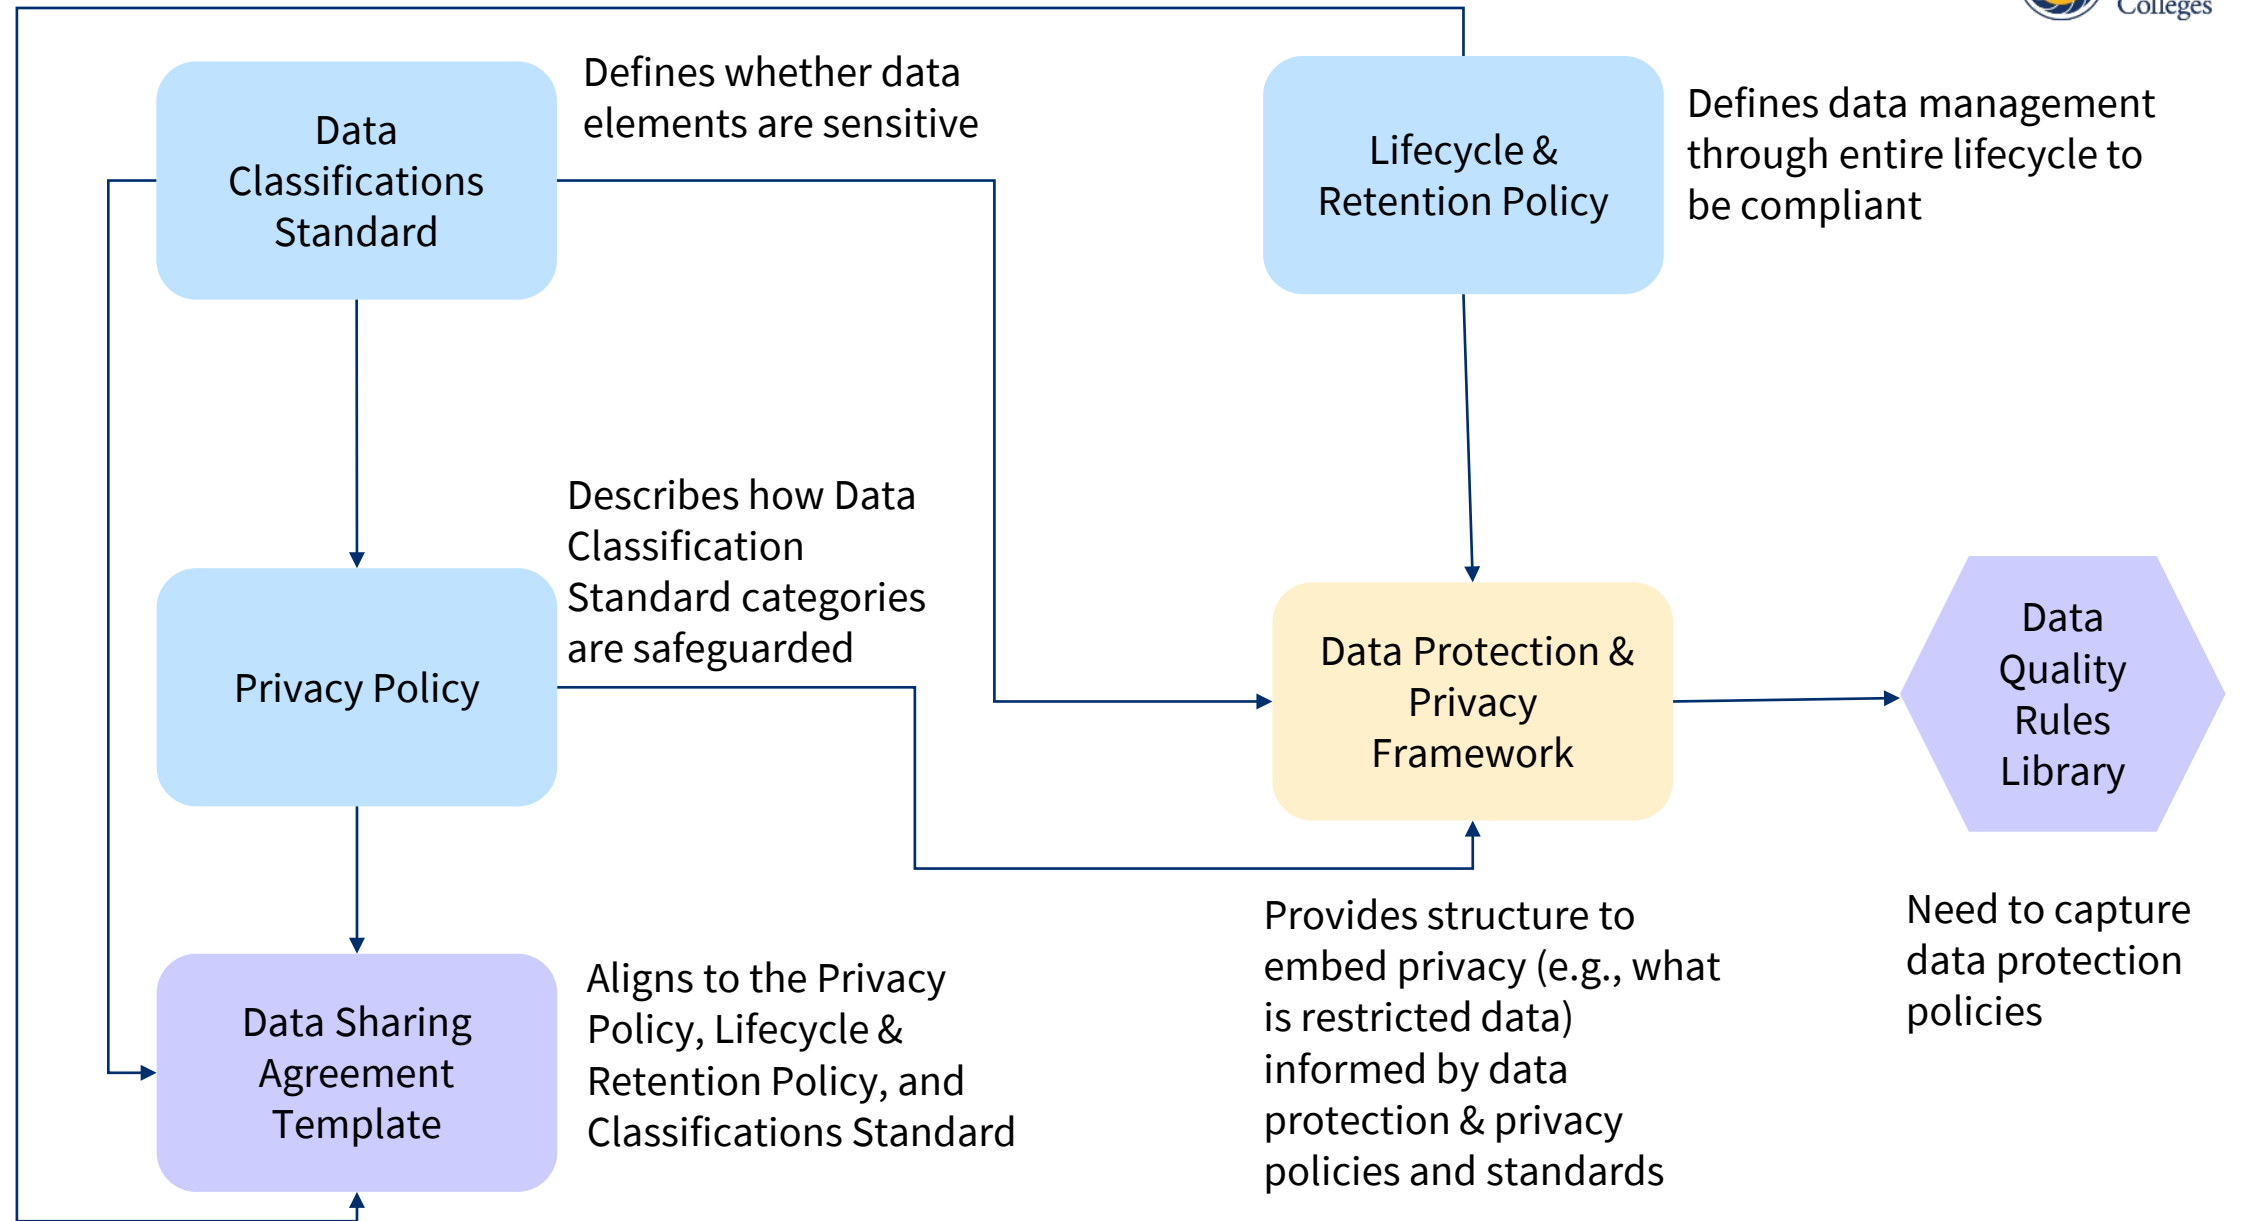 Colleges
Defines whether data
elements are sensitive
Data
Classifications
Standard
Lifecycle &
Retention Policy
Defines data management
through entire lifecycle to
be compliant
Describes how Data
Classification
Standard categories
are safeguarded
Privacy Policy
Data Protection &
Privacy
Framework
Data
Quality
Rules
Library
Data Sharing
Agreement
Template
Aligns to the Privacy
Policy, Lifecycle &
Retention Policy, and
Classifications Standard
Provides structure to
embed privacy (e.g., what
is restricted data)
informed by data
protection & privacy
policies and standards
Need to capture
data protection
policies